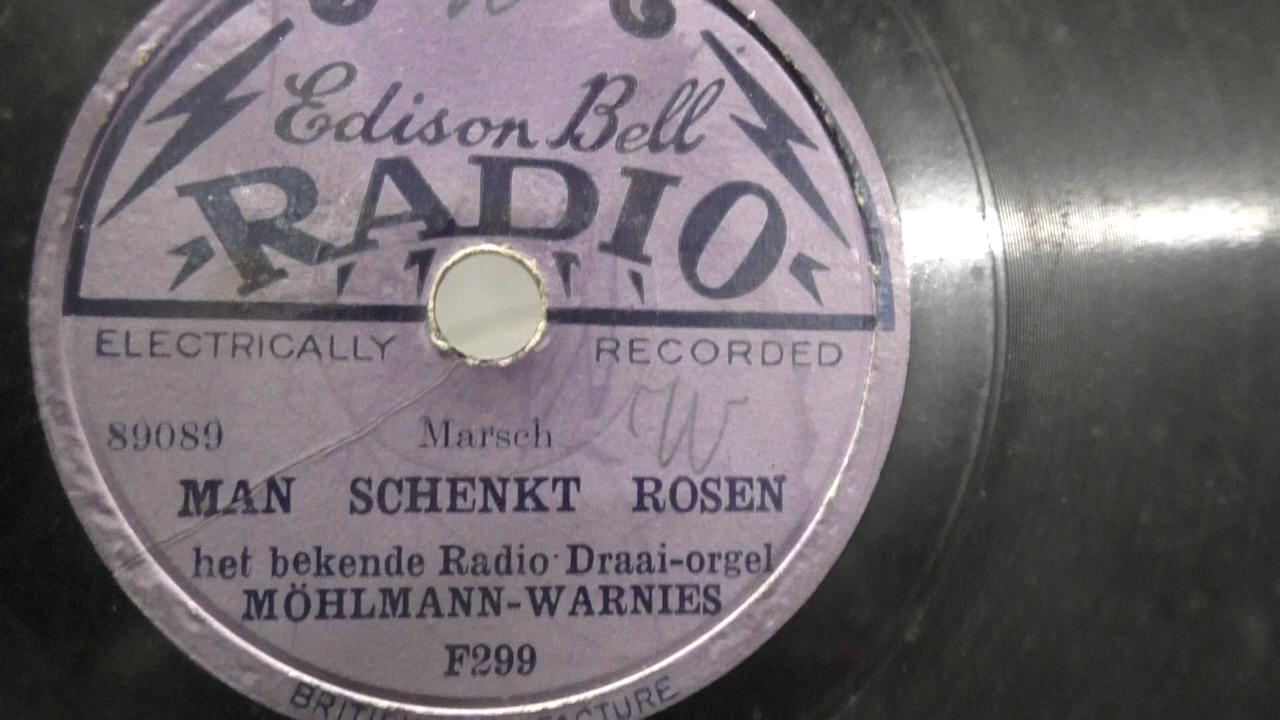 Edison Bell
RADIO
ELECTRICALLY RECORDED
89089 Marsch
W
MAN SCHENKT ROSEN
het bekende Radio Draai-orgel
MÖHLMANN-WARNIES
F299